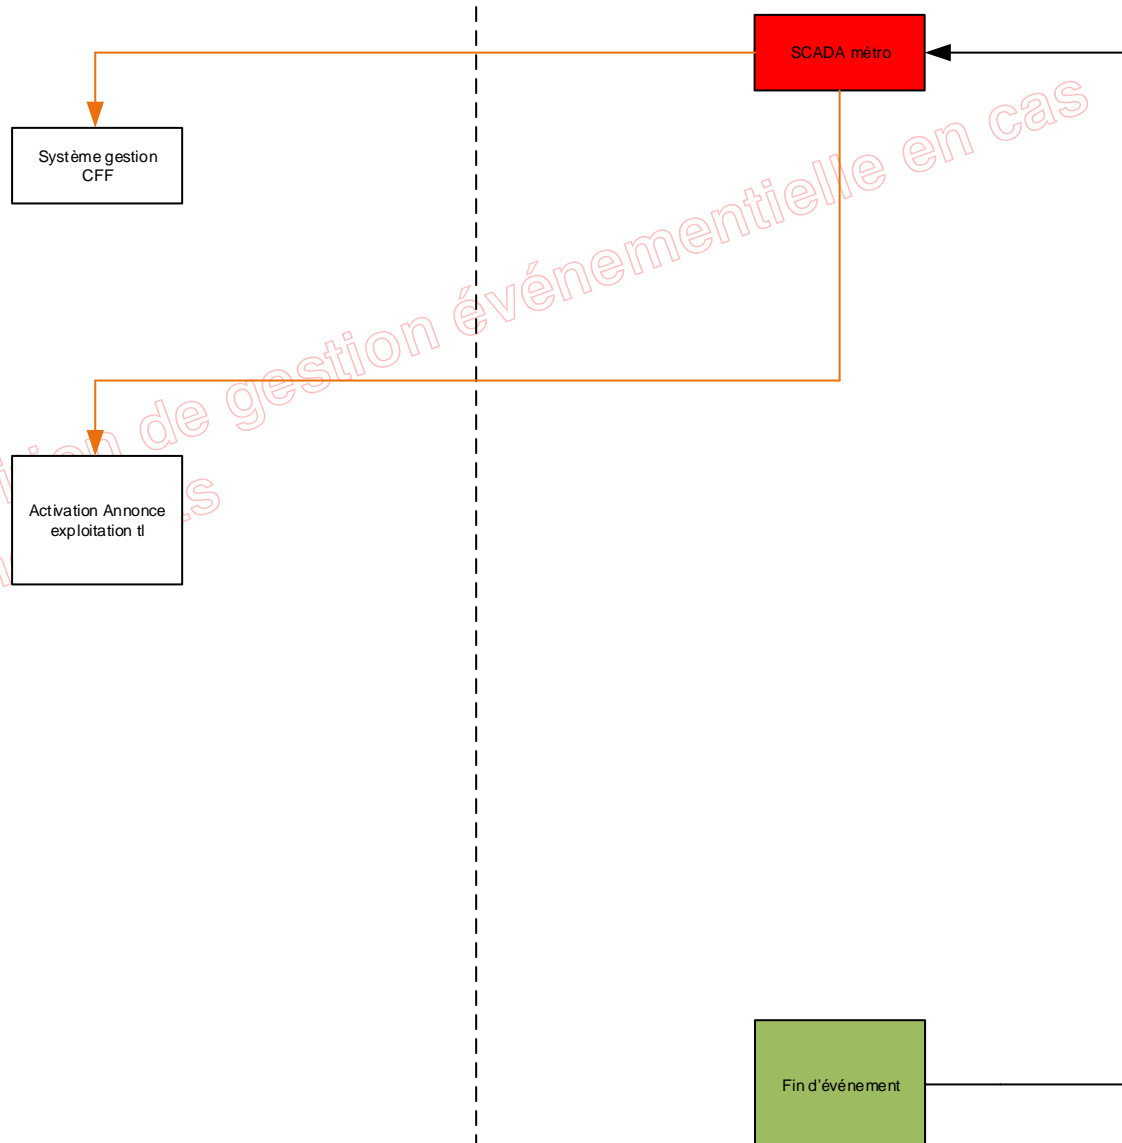 SCADA métro
Système gestion
CFF
de gestion événementielle en cas
Activation Annonce
exploitation tl
Fin d'événement